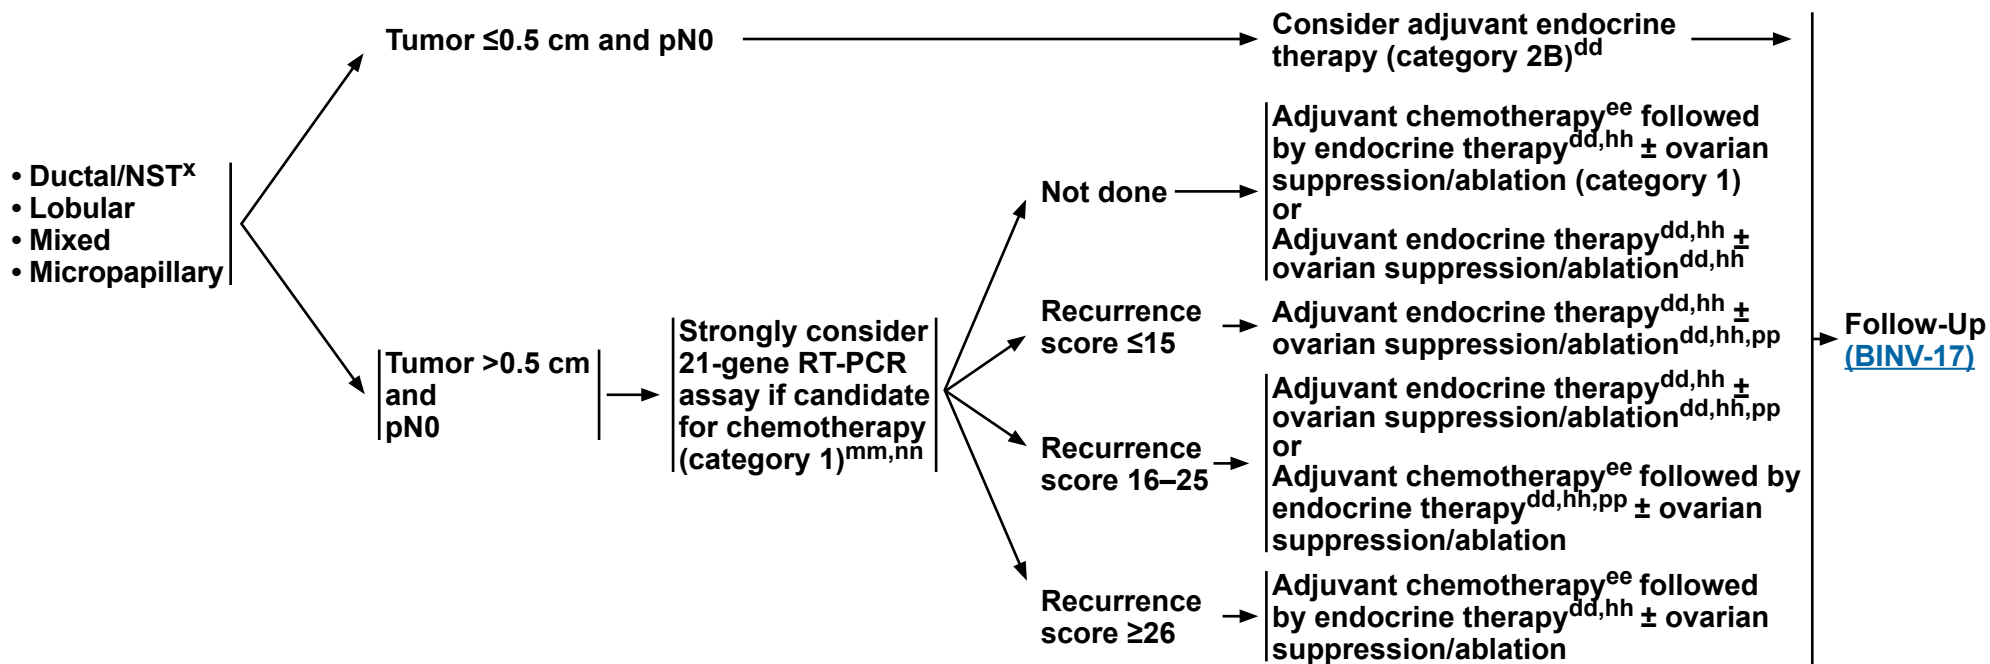 • Ductal/NSTx
• Lobular
• Mixed
• Micropapillary
Tumor ≤0.5 cm and pN0
Consider adjuvant endocrine
therapy (category 2B)dd
Tumor >0.5 cm
and
pN0
Strongly consider
21-gene RT-PCR
assay if candidate
for chemotherapy
(category 1)mm,nn
Not done
Adjuvant chemotherapyee followed
by endocrine therapydd,hh ± ovarian
suppression/ablation (category 1)
or
Adjuvant endocrine therapydd,hh ±
ovarian suppression/ablationdd,hh
Recurrence
score ≤15
Adjuvant endocrine therapydd,hh ±
ovarian suppression/ablationdd,hh,pp
Recurrence
score 16–25
Adjuvant endocrine therapydd,hh ±
ovarian suppression/ablationdd,hh,pp
or
Adjuvant chemotherapyee followed by
endocrine therapydd,hh,pp ± ovarian
suppression/ablation
Recurrence
score ≥26
Adjuvant chemotherapyee followed
by endocrine therapydd,hh ± ovarian
suppression/ablation
Follow-Up
(BINV-17)